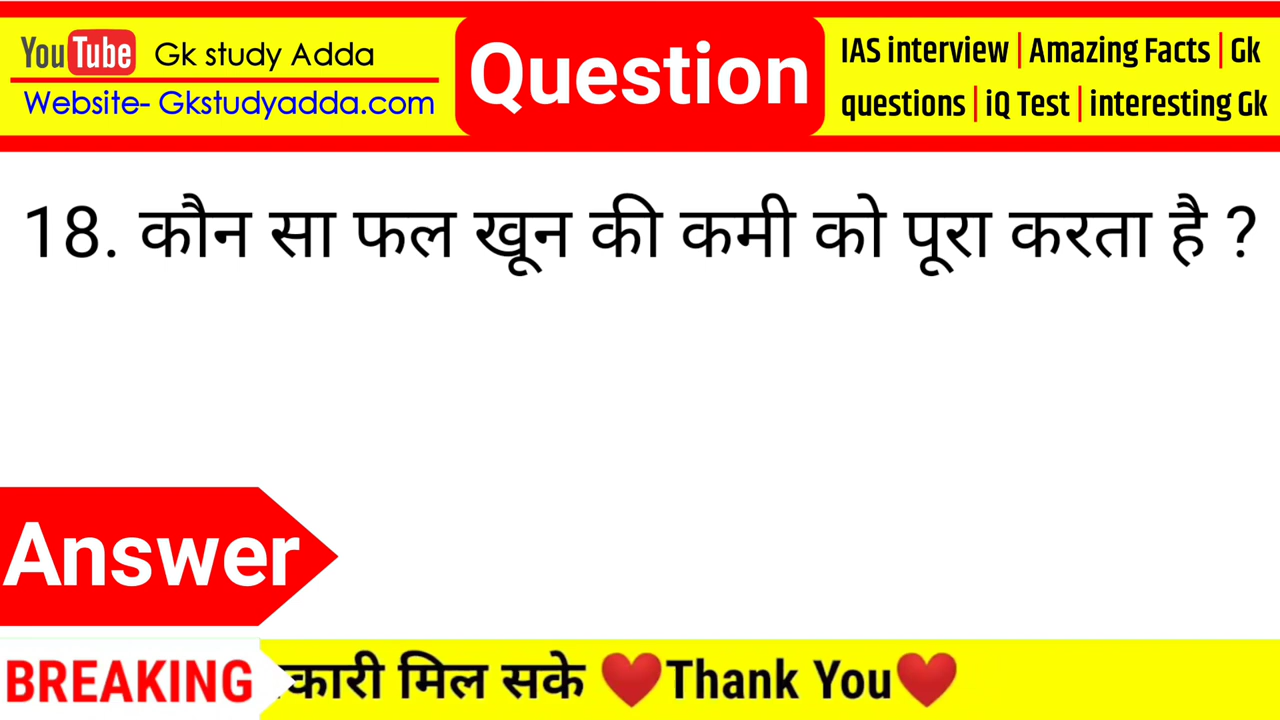 YouTube Gk study Adda
Website- Gkstudyadda.com
Question
IAS interview | Amazing Facts | Gk
questions | iQ Test | interesting Gk
18. कौन सा फल खून की कमी को पूरा करता है ?
Answer
BREAKING
कारी मिल सके ❤️Thank You❤️